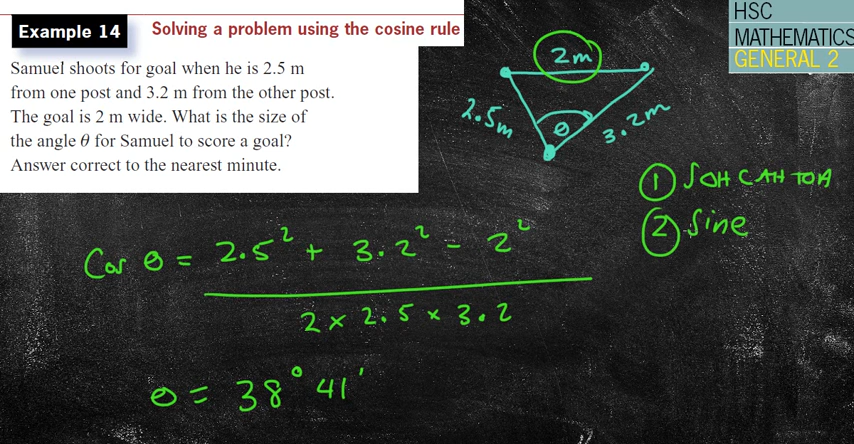 Example 14 Solving a problem using the cosine rule
Samuel shoots for goal when he is 2.5 m
from one post and 3.2 m from the other post.
The goal is 2 m wide. What is the size of
the angle θ for Samuel to score a goal?
Answer correct to the nearest minute.
2m
2.5m
θ
3.2m
HSC
MATHEMATICS
GENERAL 2
① SOH CAH TOA
② Sine
Cos θ = 2.5² + 3.2² - 2²
2 × 2.5 × 3.2
θ = 38° 41'